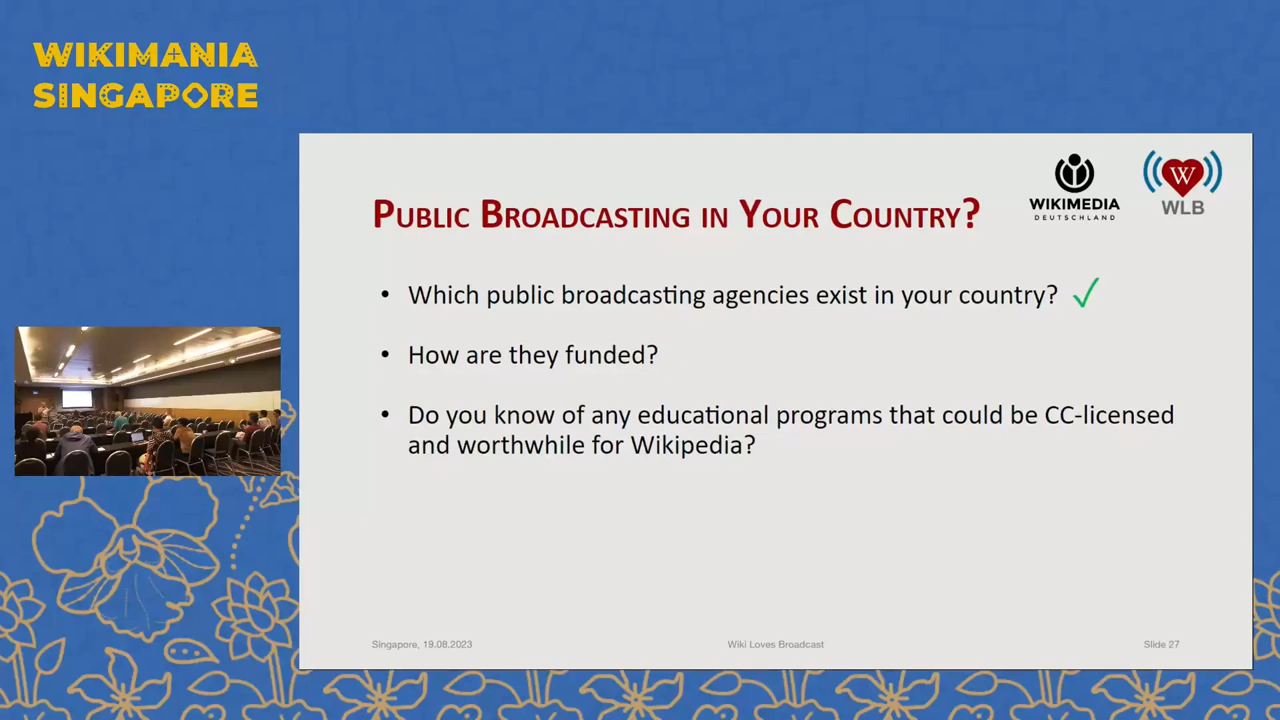 WIKIMANIA
SINGAPORE
WIKIMEDIA
DEUTSCHLAND
W
WLB
Public Broadcasting in Your Country?
• Which public broadcasting agencies exist in your country? ✓
• How are they funded?
• Do you know of any educational programs that could be CC-licensed
and worthwhile for Wikipedia?
Singapore, 19.08.2023
Wiki Loves Broadcast
Slide 27